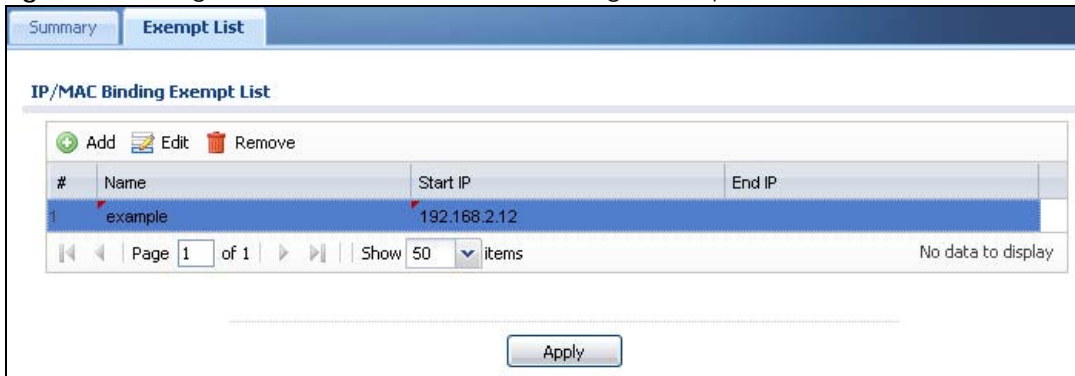 Summary Exempt List
IP/MAC Binding Exempt List
Add Edit Remove
# Name Start IP End IP
1 example 192.168.2.12
Page 1 of 1 Show 50 items No data to display
Apply